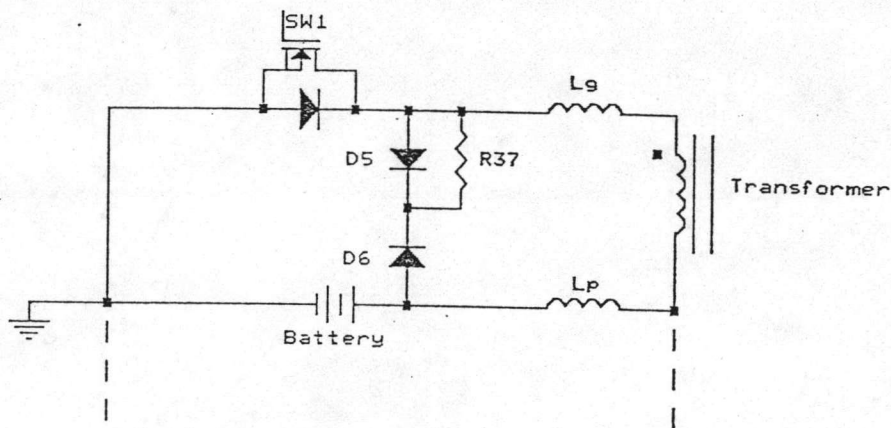 SW1
Lg
D5
R37
Transformer
D6
Lp
Battery